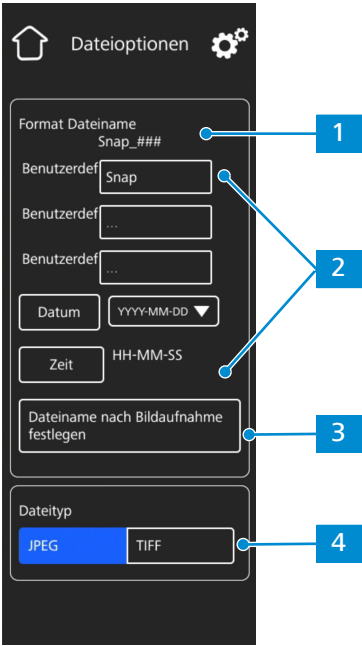 Dateioptionen
Format Dateiname
Snap_###
1
Benutzerdef
Snap
Benutzerdef
...
2
Benutzerdef
...
Datum
YYYY-MM-DD
Zeit
HH-MM-SS
Dateiname nach Bildaufnahme
festlegen
3
Dateityp
JPEG
TIFF
4